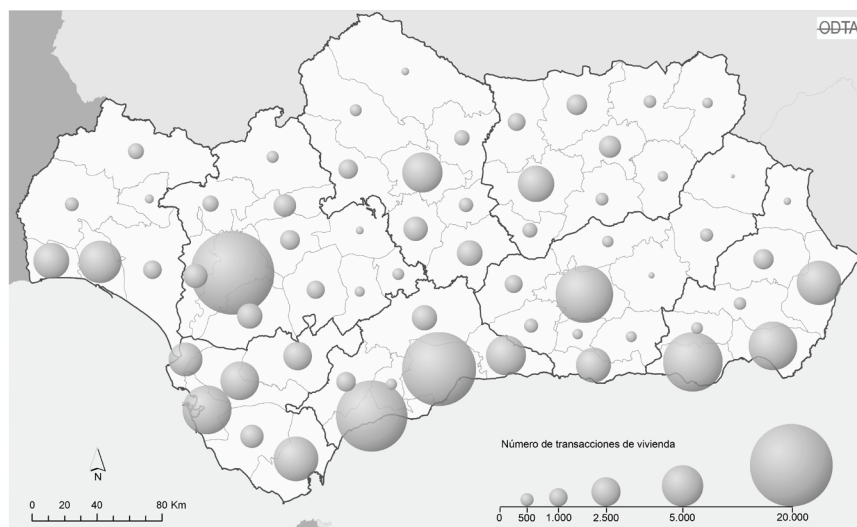 ODTA
Número de transacciones de vivienda
N
0 20 40 80 Km
0 500 1.000 2.500 5.000 20.000